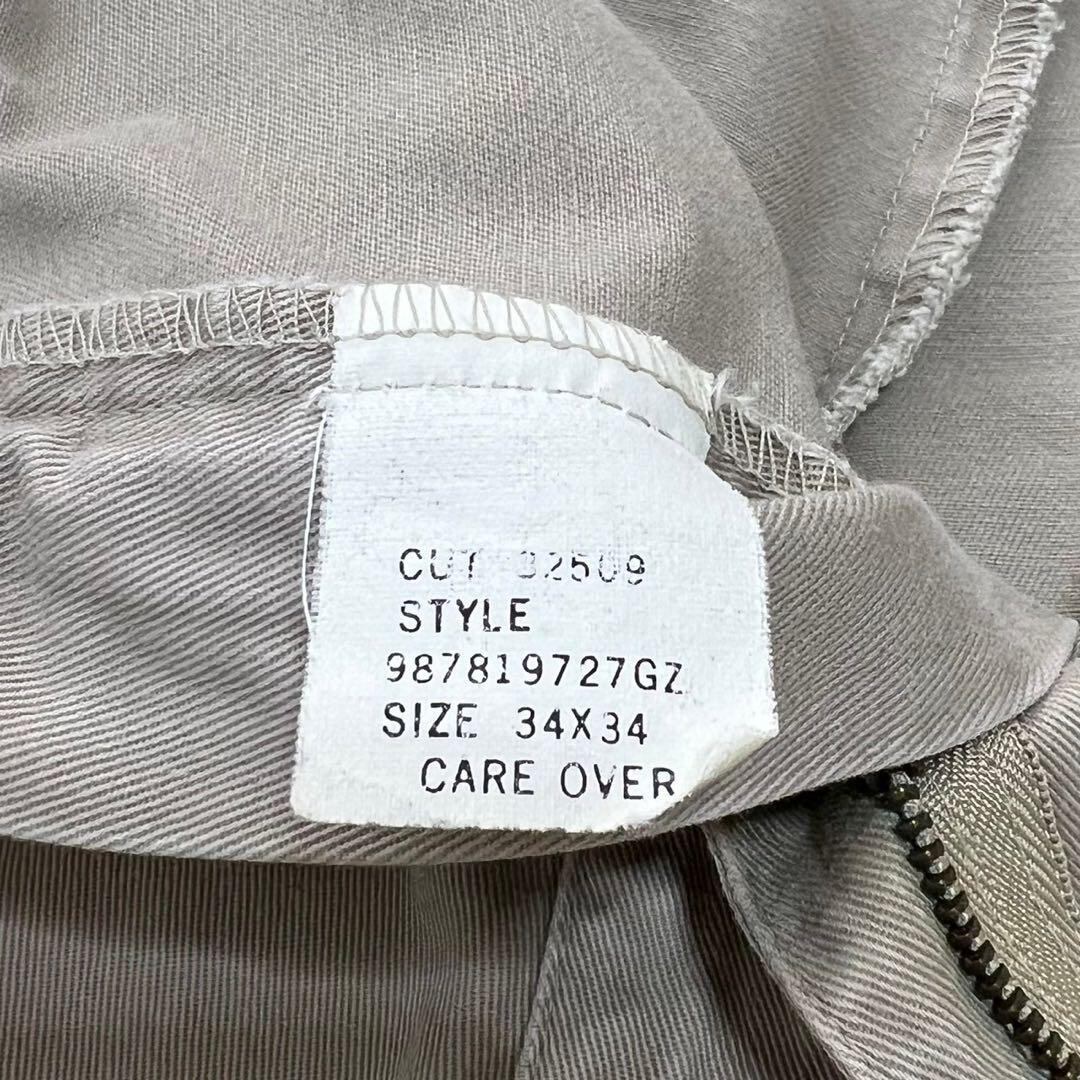 CUT 32509
STYLE
987819727GZ
SIZE 34X34
CARE OVER